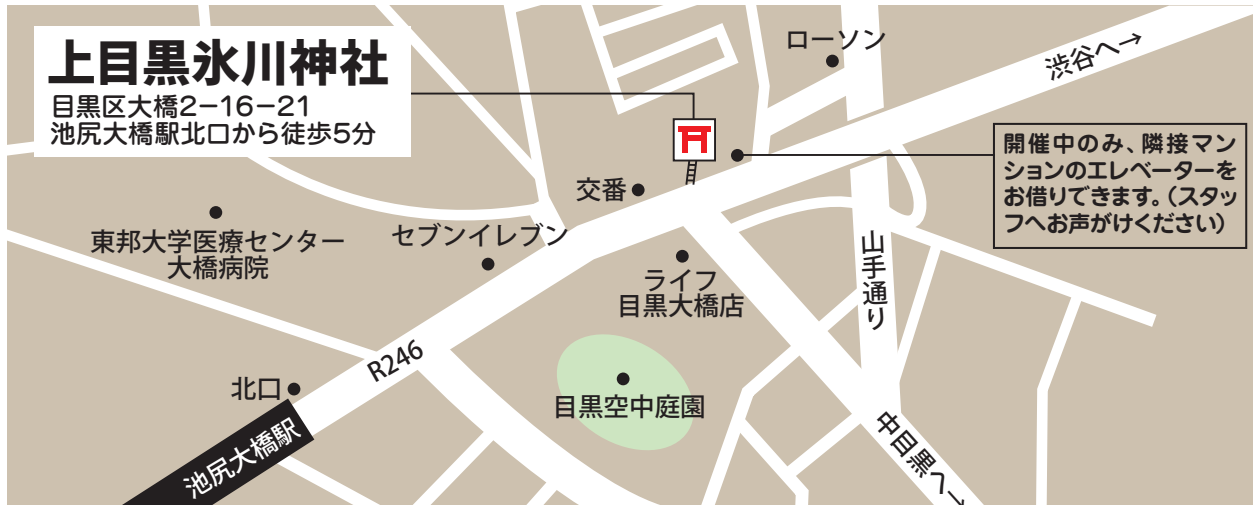 上目黒氷川神社
目黒区大橋2−16−21
池尻大橋駅北口から徒歩5分
ローソン
渋谷へ→
開催中のみ、隣接マン
ションのエレベーターを
お借りできます。（スタッ
フへお声がけください）
交番
東邦大学医療センター
大橋病院
セブンイレブン
ライフ
目黒大橋店
山手通り
R246
北口
目黒空中庭園
池尻大橋駅
中目黒へ→